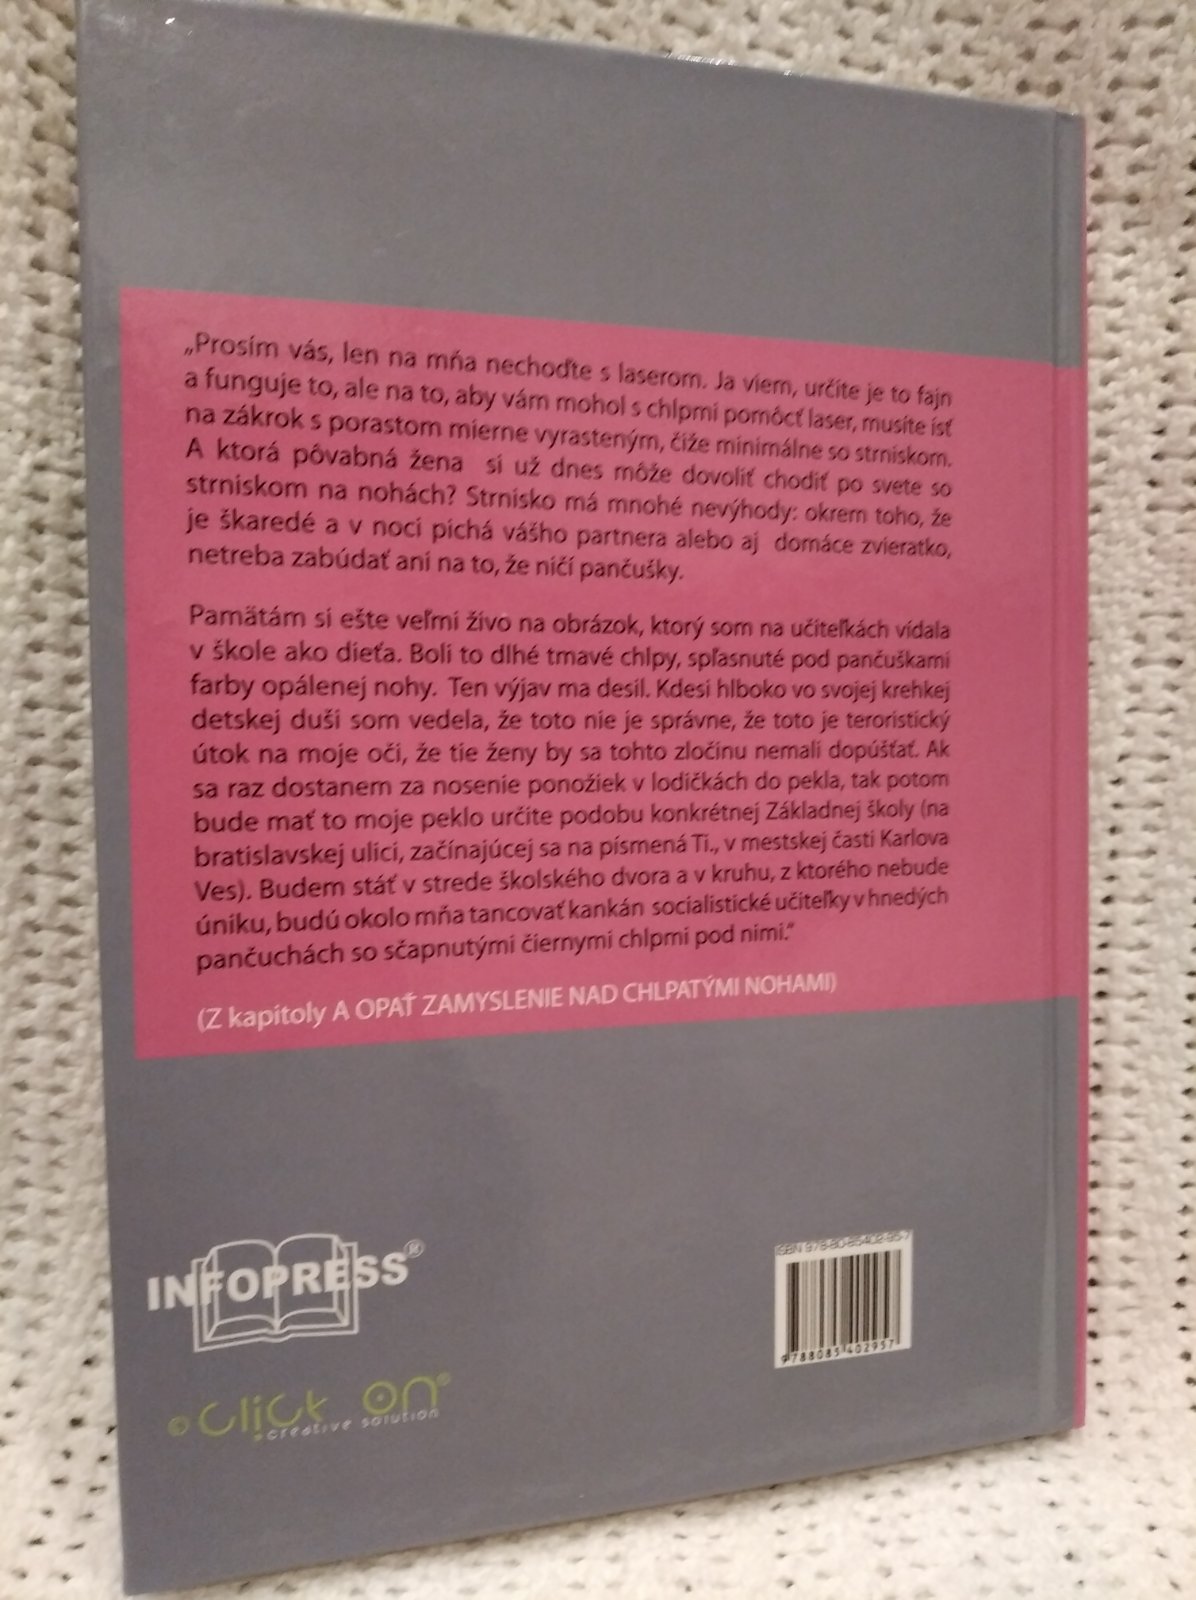 „Prosím vás, len na mňa nechoďte s laserom. Ja viem, určite je to fajn
a funguje to, ale na to, aby vám mohol s chlpmi pomôcť laser, musíte ísť
na zákrok s porastom mierne vyrasteným, čiže minimálne so strniskom.
A ktorá pôvabná žena si už dnes môže dovoliť chodiť po svete so
strniskom na nohách? Strnisko má mnohé nevýhody: okrem toho, že
je škaredé a v noci pichá vášho partnera alebo aj domáce zvieratko,
netreba zabúdať ani na to, že ničí pančušky.
Pamätám si ešte veľmi živo na obrázok, ktorý som na učiteľkách vídala
v škole ako dieťa. Boli to dlhé tmavé chlpy, spľasnuté pod pančuškami
farby opálenej nohy. Ten výjav ma desil. Kdesi hlboko vo svojej krehkej
detskej duši som vedela, že toto nie je správne, že toto je teroristický
útok na moje oči, že tie ženy by sa tohto zločinu nemali dopúšťať. Ak
sa raz dostanem za nosenie ponožiek v lodičkách do pekla, tak potom
bude mať to moje peklo určite podobu konkrétnej Základnej školy (na
bratislavskej ulici, začínajúcej sa na písmená Ti., v mestskej časti Karlova
Ves). Budem stáť v strede školského dvora a v kruhu, z ktorého nebude
úniku, budú okolo mňa tancovať kankán socialistické učiteľky v hnedých
pančuchách so sčapnutými čiernymi chlpmi pod nimi.“
(Z kapitoly A OPAŤ ZAMYSLENIE NAD CHLPATÝMI NOHAMI)
INFOPRESS®
ISBN 978-80-85402-95-7
9788085402957
© click on®
creative solution